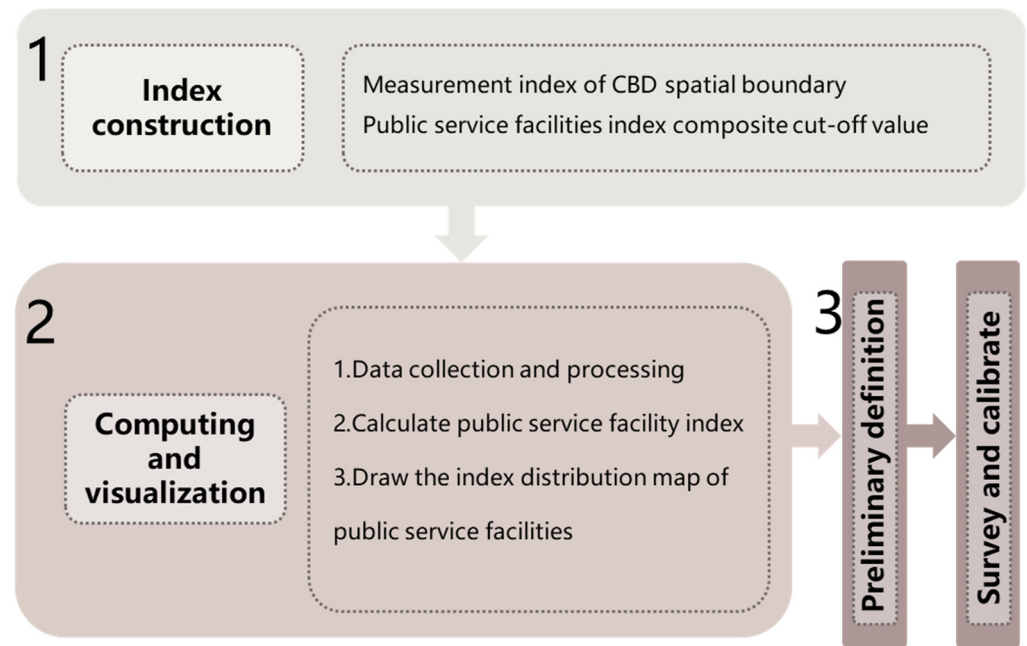 1
Index
construction
Measurement index of CBD spatial boundary
Public service facilities index composite cut-off value
2
Computing
and
visualization
1.Data collection and processing
2.Calculate public service facility index
3.Draw the index distribution map of
public service facilities
3
Preliminary definition
Survey and calibrate